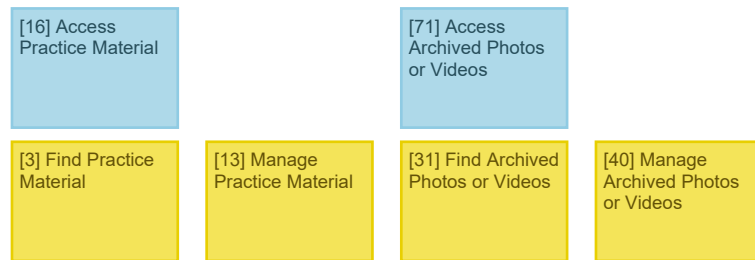 [16] Access
Practice Material
[71] Access
Archived Photos
or Videos
[3] Find Practice
Material
[13] Manage
Practice Material
[31] Find Archived
Photos or Videos
[40] Manage
Archived Photos
or Videos